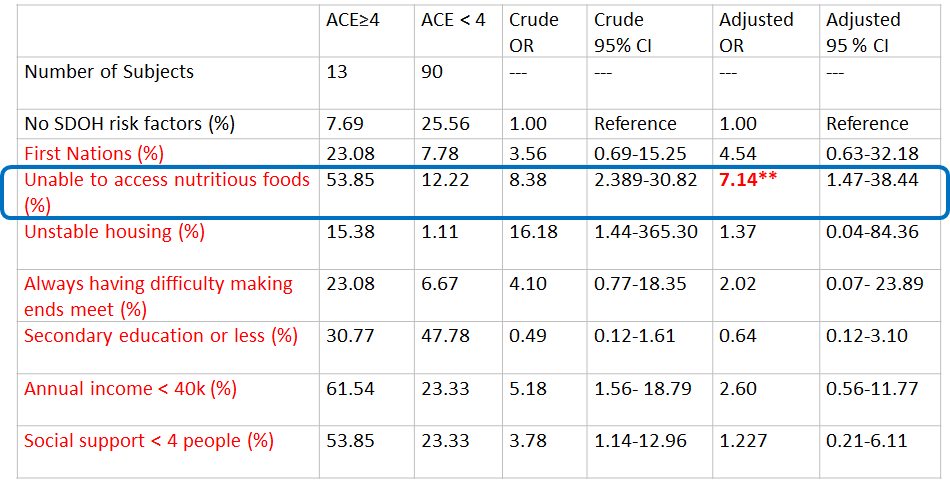 ACE≥4 ACE < 4 Crude OR Crude 95% CI Adjusted OR Adjusted 95 % CI
Number of Subjects 13 90 --- --- --- ---
No SDOH risk factors (%) 7.69 25.56 1.00 Reference 1.00 Reference
First Nations (%) 23.08 7.78 3.56 0.69-15.25 4.54 0.63-32.18
Unable to access nutritious foods (%) 53.85 12.22 8.38 2.389-30.82 7.14** 1.47-38.44
Unstable housing (%) 15.38 1.11 16.18 1.44-365.30 1.37 0.04-84.36
Always having difficulty making ends meet (%) 23.08 6.67 4.10 0.77-18.35 2.02 0.07- 23.89
Secondary education or less (%) 30.77 47.78 0.49 0.12-1.61 0.64 0.12-3.10
Annual income < 40k (%) 61.54 23.33 5.18 1.56- 18.79 2.60 0.56-11.77
Social support < 4 people (%) 53.85 23.33 3.78 1.14-12.96 1.227 0.21-6.11